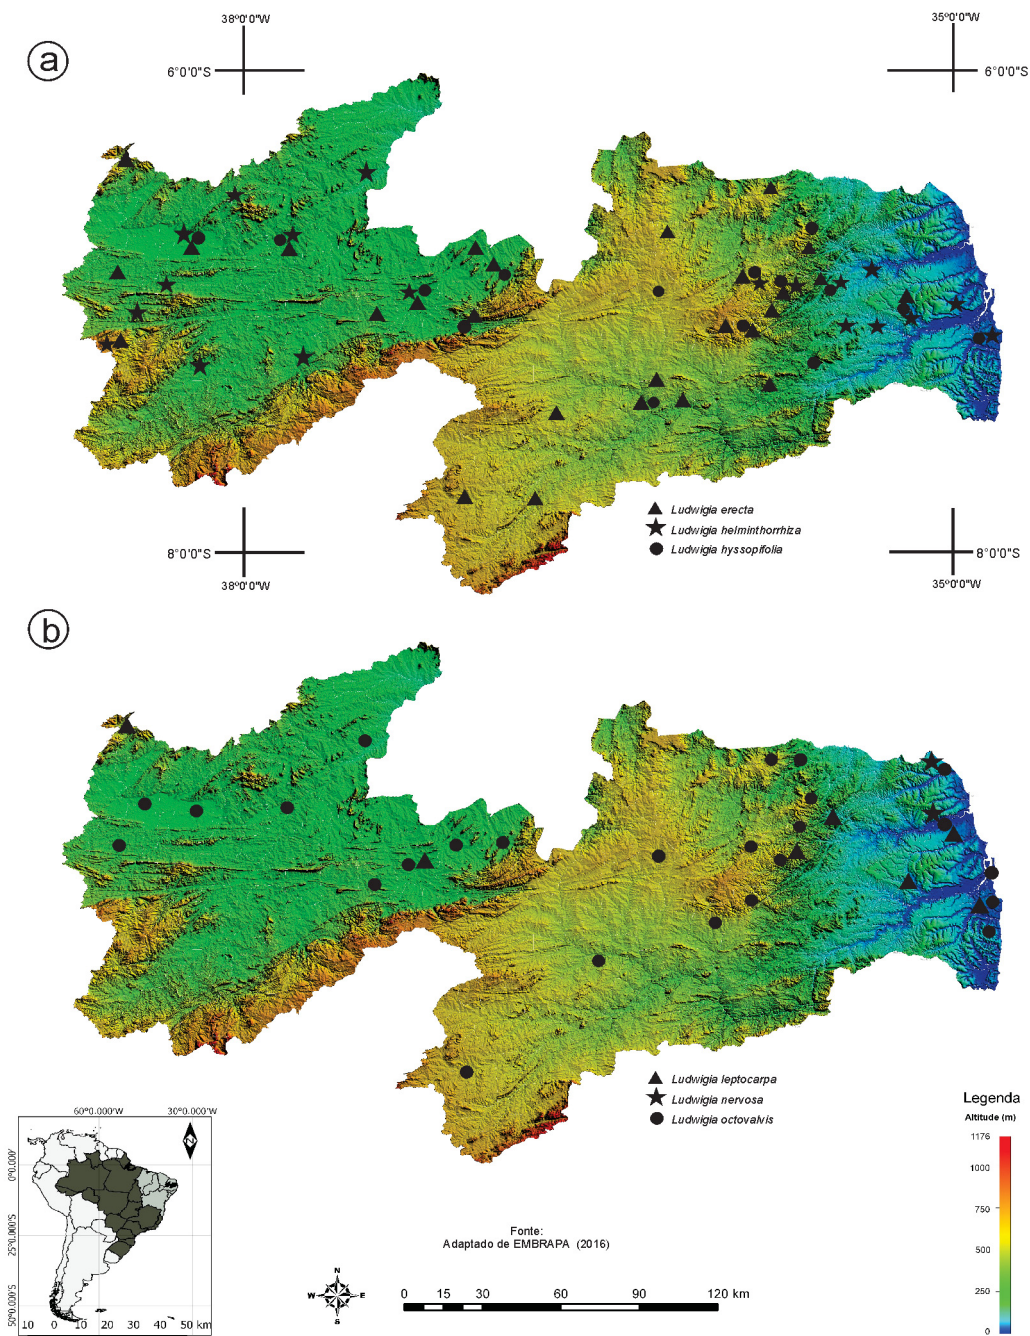 a
38°0'0"W
35°0'0"W
6°0'0"S
6°0'0"S
Ludwigia erecta
Ludwigia helminthorrhiza
Ludwigia hyssopifolia
8°0'0"S
8°0'0"S
38°0'0"W
35°0'0"W
b
Ludwigia leptocarpa
Ludwigia nervosa
Ludwigia octovalvis
Legenda
Altitude (m)
1176
1000
750
500
250
0
60°0.000'W
30°0.000'W
N
0°0.000'
25°0.000'S
50°0.000'S
10 0 10 20 30 40 50 km
Fonte:
Adaptado de EMBRAPA (2016)
N
W
E
S
0 15 30 60 90 120 km